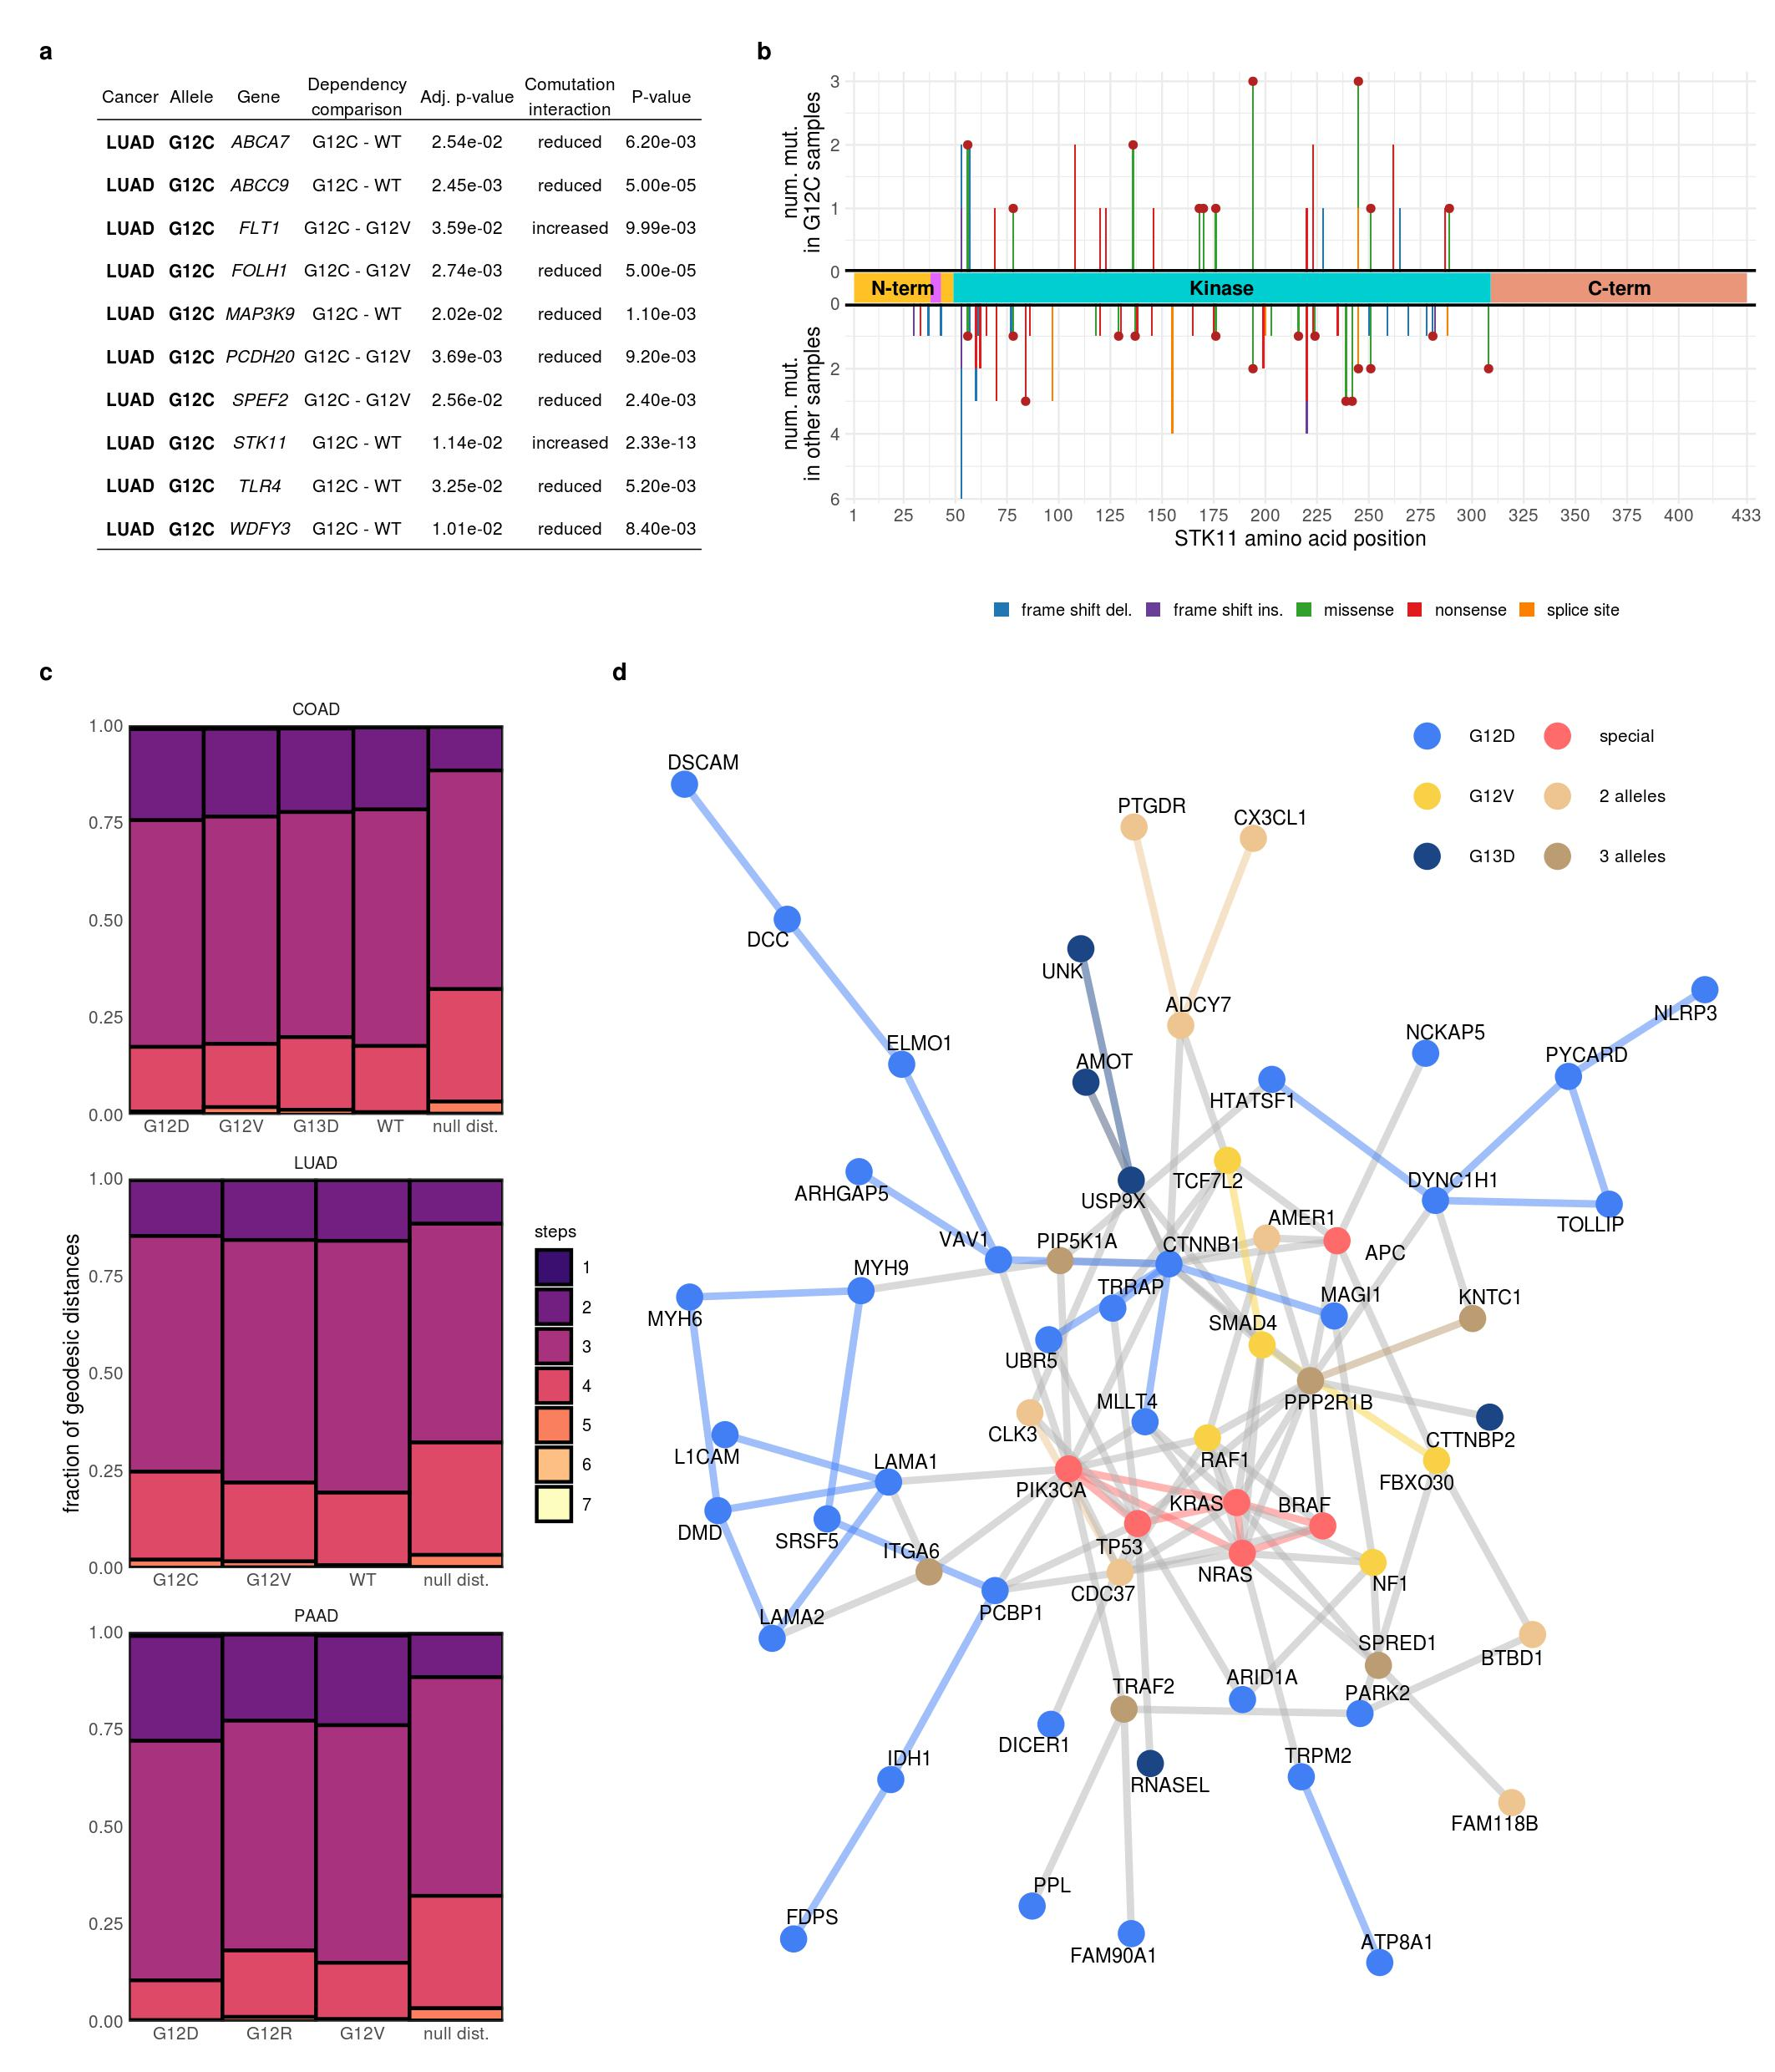 a
Cancer Allele Gene Dependency comparison Adj. p-value Comutation interaction P-value
LUAD G12C ABCA7 G12C - WT 2.54e-02 reduced 6.20e-03
LUAD G12C ABCC9 G12C - WT 2.45e-03 reduced 5.00e-05
LUAD G12C FLT1 G12C - G12V 3.59e-02 increased 9.99e-03
LUAD G12C FOLH1 G12C - G12V 2.74e-03 reduced 5.00e-05
LUAD G12C MAP3K9 G12C - WT 2.02e-02 reduced 1.10e-03
LUAD G12C PCDH20 G12C - G12V 3.69e-03 reduced 9.20e-03
LUAD G12C SPEF2 G12C - G12V 2.56e-02 reduced 2.40e-03
LUAD G12C STK11 G12C - WT 1.14e-02 increased 2.33e-13
LUAD G12C TLR4 G12C - WT 3.25e-02 reduced 5.20e-03
LUAD G12C WDFY3 G12C - WT 1.01e-02 reduced 8.40e-03
b
num. mut.
in G12C samples
3
2
1
0
N-term Kinase C-term
num. mut.
in other samples
0
2
4
6
1 25 50 75 100 125 150 175 200 225 250 275 300 325 350 375 400 433
STK11 amino acid position
frame shift del. frame shift ins. missense nonsense splice site
c
fraction of geodesic distances
COAD
1.00
0.75
0.50
0.25
0.00
G12D G12V G13D WT null dist.
LUAD
1.00
0.75
0.50
0.25
0.00
G12C G12V WT null dist.
PAAD
1.00
0.75
0.50
0.25
0.00
G12D G12R G12V null dist.
steps
1
2
3
4
5
6
7
d
G12D special
G12V 2 alleles
G13D 3 alleles
DSCAM
PTGDR
CX3CL1
DCC
UNK
ADCY7
NLRP3
NCKAP5
ELMO1
PYCARD
AMOT
HTATSF1
TCF7L2
DYNC1H1
ARHGAP5
USP9X
TOLLIP
AMER1
VAV1
PIP5K1A
CTNNB1
APC
MYH9
TRRAP
MAGI1
KNTC1
MYH6
SMAD4
UBR5
MLLT4
PPP2R1B
CLK3
CTTNBP2
L1CAM
LAMA1
RAF1
FBXO30
PIK3CA
KRAS
BRAF
DMD
SRSF5
ITGA6
TP53
NRAS
NF1
CDC37
PCBP1
LAMA2
SPRED1
BTBD1
ARID1A
TRAF2
PARK2
DICER1
IDH1
TRPM2
RNASEL
FAM118B
PPL
FDPS
FAM90A1
ATP8A1